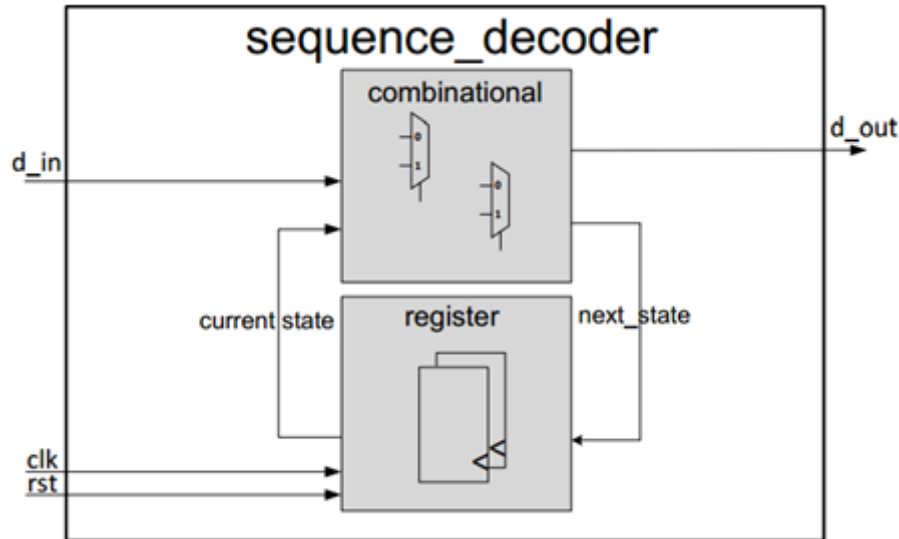 sequence_decoder
combinational
0
1
0
1
d_in
d_out
current state
register
next_state
clk
rst